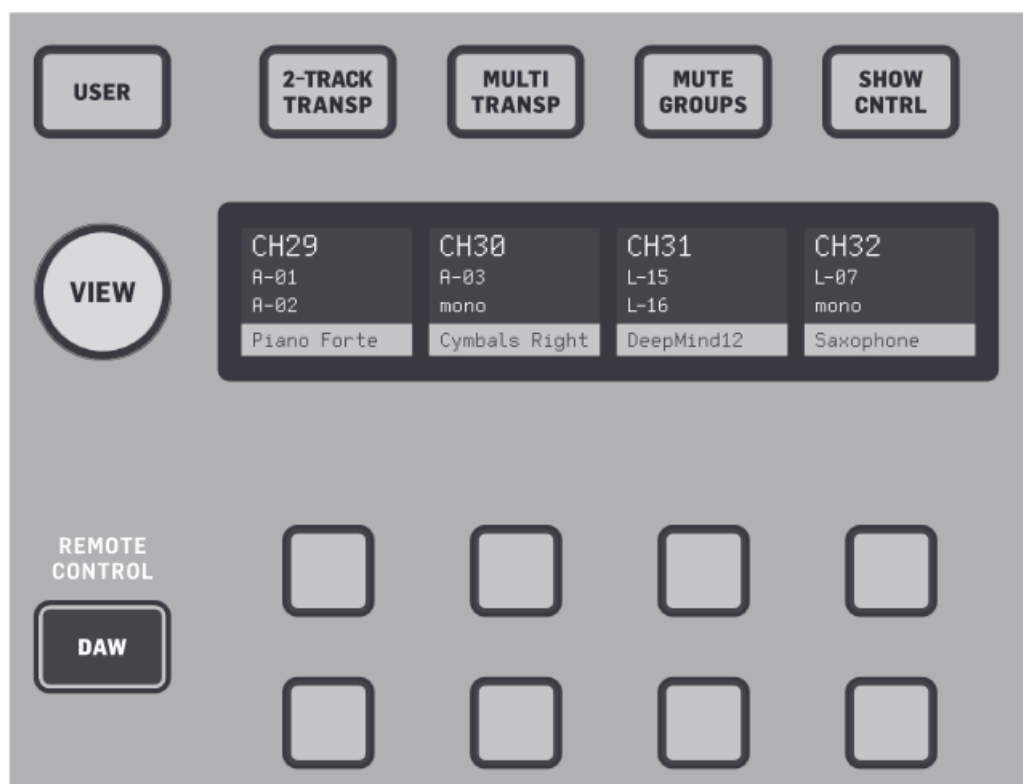 USER
2-TRACK
TRANSP
MULTI
TRANSP
MUTE
GROUPS
SHOW
CNTRL
VIEW
CH29
A-01
A-02
Piano Forte
CH30
A-03
mono
Cymbals Right
CH31
L-15
L-16
DeepMind12
CH32
L-07
mono
Saxophone
REMOTE
CONTROL
DAW